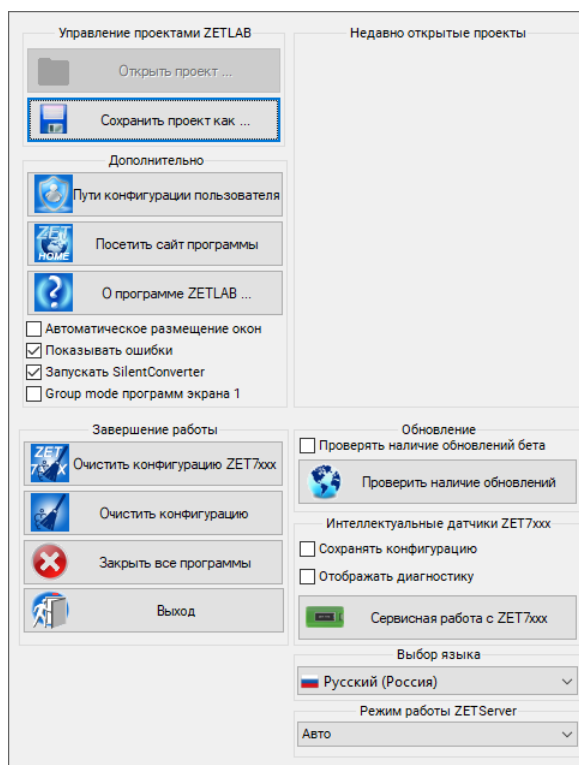 Управление проектами ZETLAB
Открыть проект ...
Сохранить проект как ...
Дополнительно
Пути конфигурации пользователя
ZET
HOME
Посетить сайт программы
О программе ZETLAB ...
Автоматическое размещение окон
Показывать ошибки
Запускать SilentConverter
Group mode программ экрана 1
Недавно открытые проекты
Завершение работы
Очистить конфигурацию ZET7xxx
Очистить конфигурацию
Закрыть все программы
Выход
Обновление
Проверять наличие обновлений бета
Проверить наличие обновлений
Интеллектуальные датчики ZET7xxx
Сохранять конфигурацию
Отображать диагностику
Сервисная работа с ZET7xxx
Выбор языка
Русский (Россия)
Режим работы ZETServer
Авто